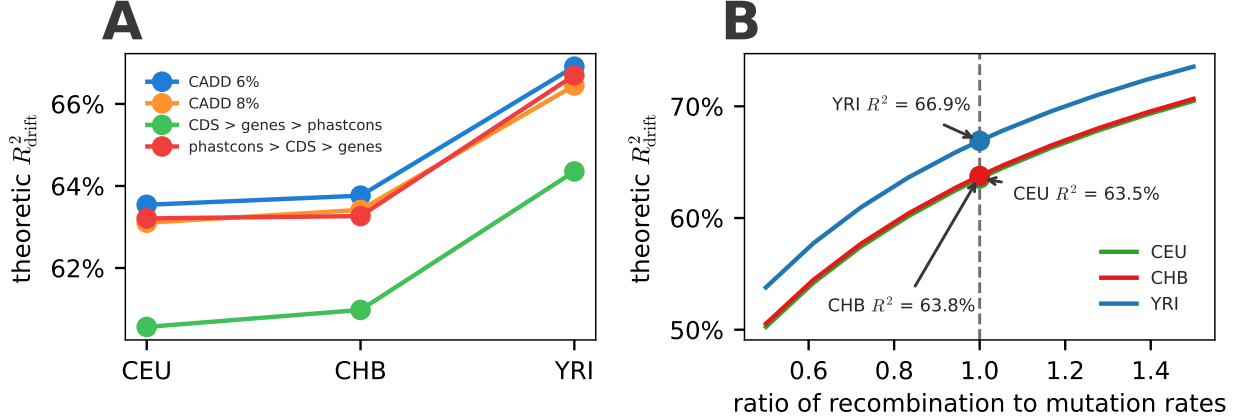 A
theoretic R²_drift
66%
64%
62%
CADD 6%
CADD 8%
CDS > genes > phastcons
phastcons > CDS > genes
CEU CHB YRI
B
theoretic R²_drift
70%
60%
50%
YRI R² = 66.9%
CEU R² = 63.5%
CHB R² = 63.8%
CEU
CHB
YRI
0.6 0.8 1.0 1.2 1.4
ratio of recombination to mutation rates